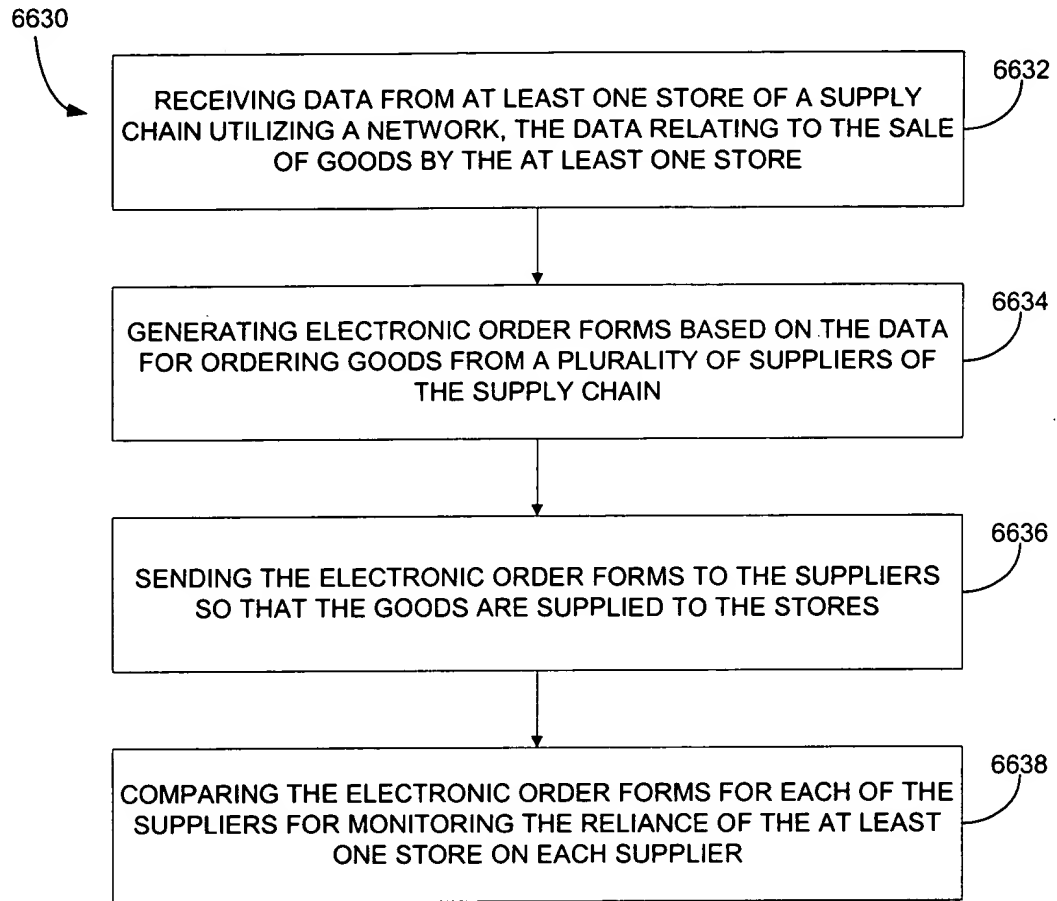 6630
6632
RECEIVING DATA FROM AT LEAST ONE STORE OF A SUPPLY
CHAIN UTILIZING A NETWORK, THE DATA RELATING TO THE SALE
OF GOODS BY THE AT LEAST ONE STORE
6634
GENERATING ELECTRONIC ORDER FORMS BASED ON THE DATA
FOR ORDERING GOODS FROM A PLURALITY OF SUPPLIERS OF
THE SUPPLY CHAIN
6636
SENDING THE ELECTRONIC ORDER FORMS TO THE SUPPLIERS
SO THAT THE GOODS ARE SUPPLIED TO THE STORES
6638
COMPARING THE ELECTRONIC ORDER FORMS FOR EACH OF THE
SUPPLIERS FOR MONITORING THE RELIANCE OF THE AT LEAST
ONE STORE ON EACH SUPPLIER